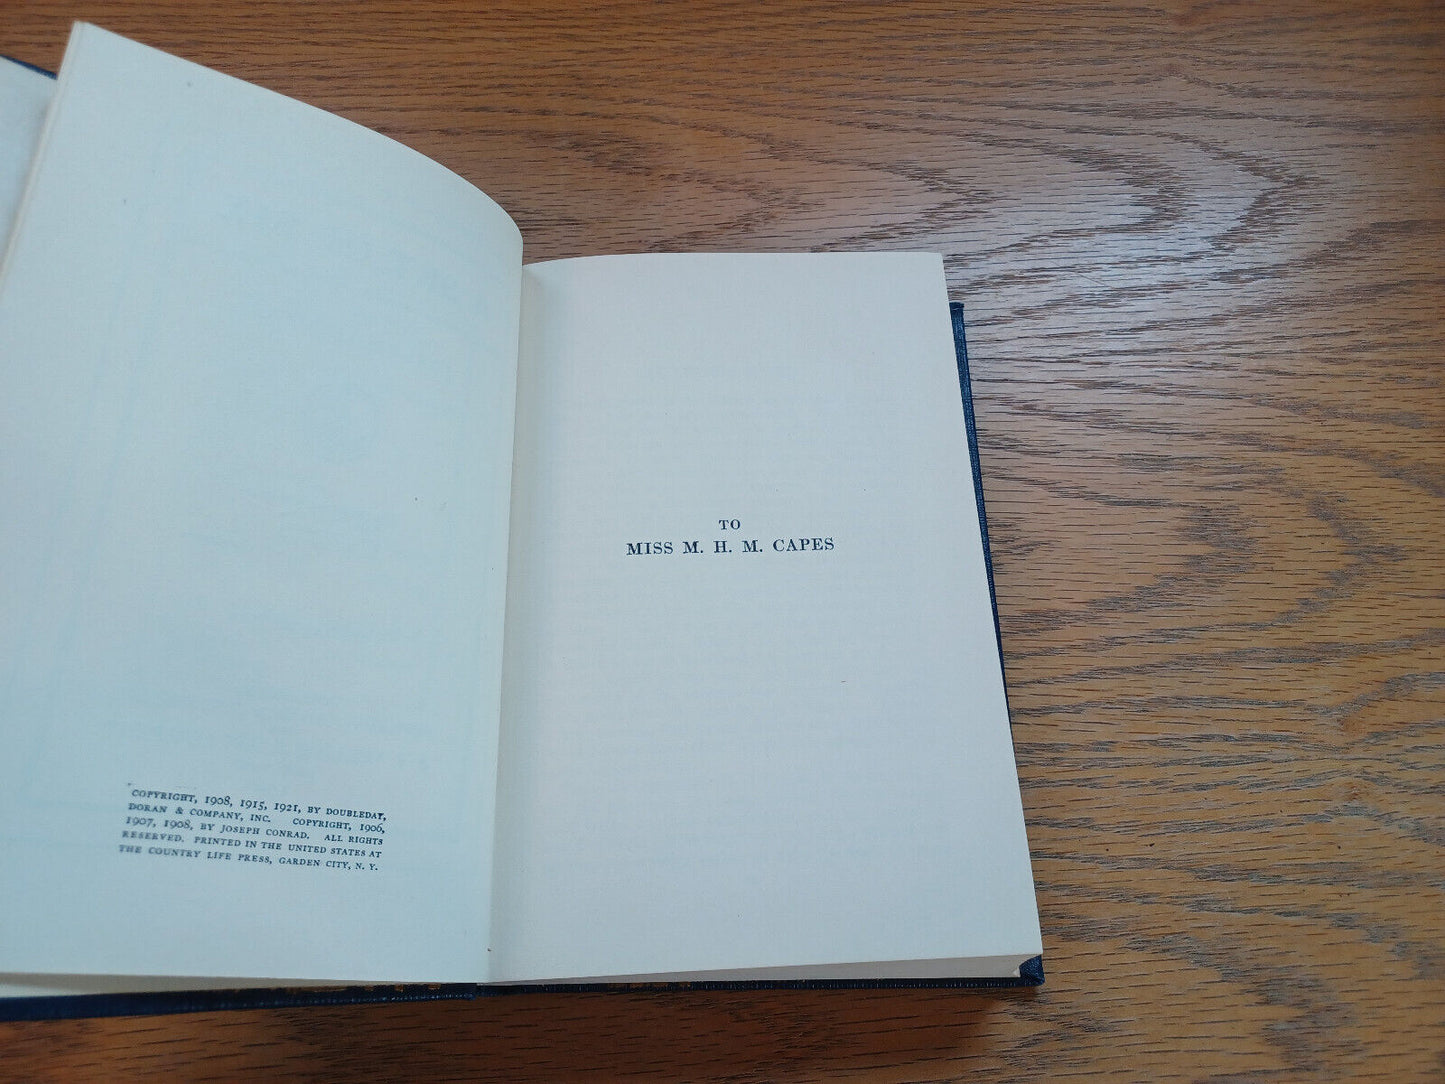 COPYRIGHT, 1908, 1915, 1921, BY DOUBLEDAY,
DORAN & COMPANY, INC. COPYRIGHT, 1906,
1907, 1908, BY JOSEPH CONRAD. ALL RIGHTS
RESERVED. PRINTED IN THE UNITED STATES AT
THE COUNTRY LIFE PRESS, GARDEN CITY, N. Y.
TO
MISS M. H. M. CAPES